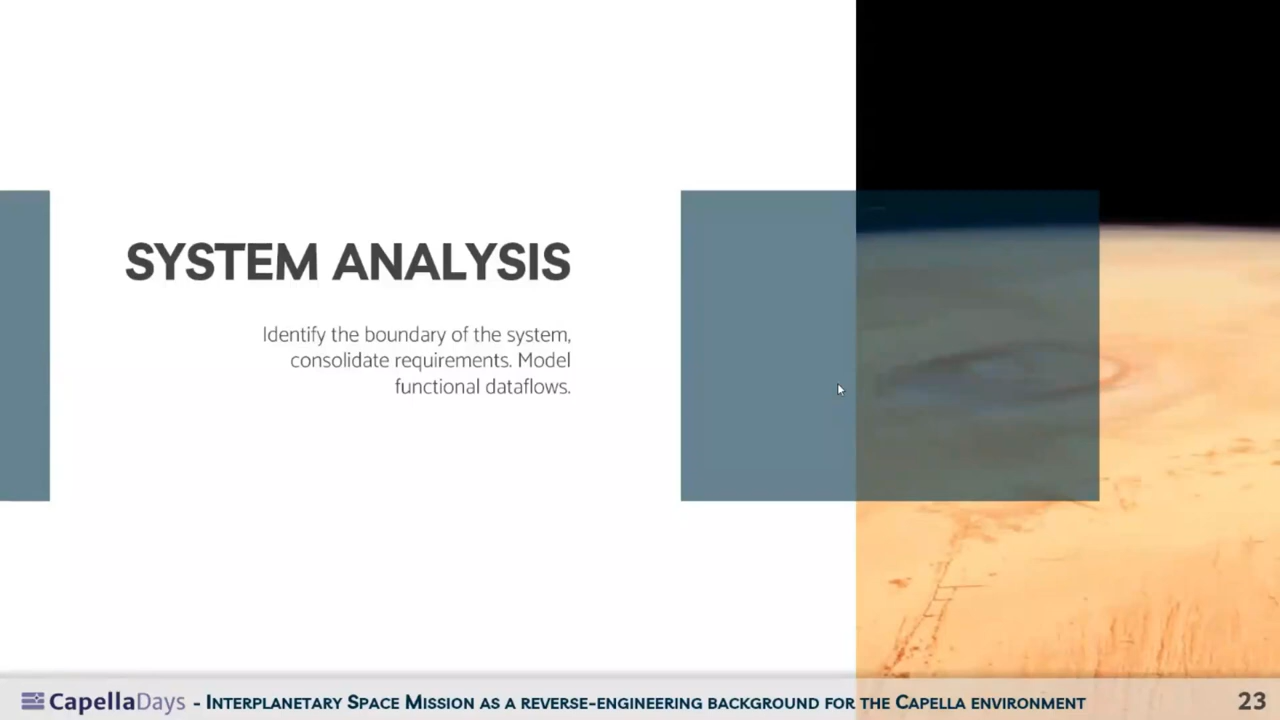 SYSTEM ANALYSIS
Identify the boundary of the system,
consolidate requirements. Model
functional dataflows.
CapellaDays - Interplanetary Space Mission as a reverse-engineering background for the Capella environment
23